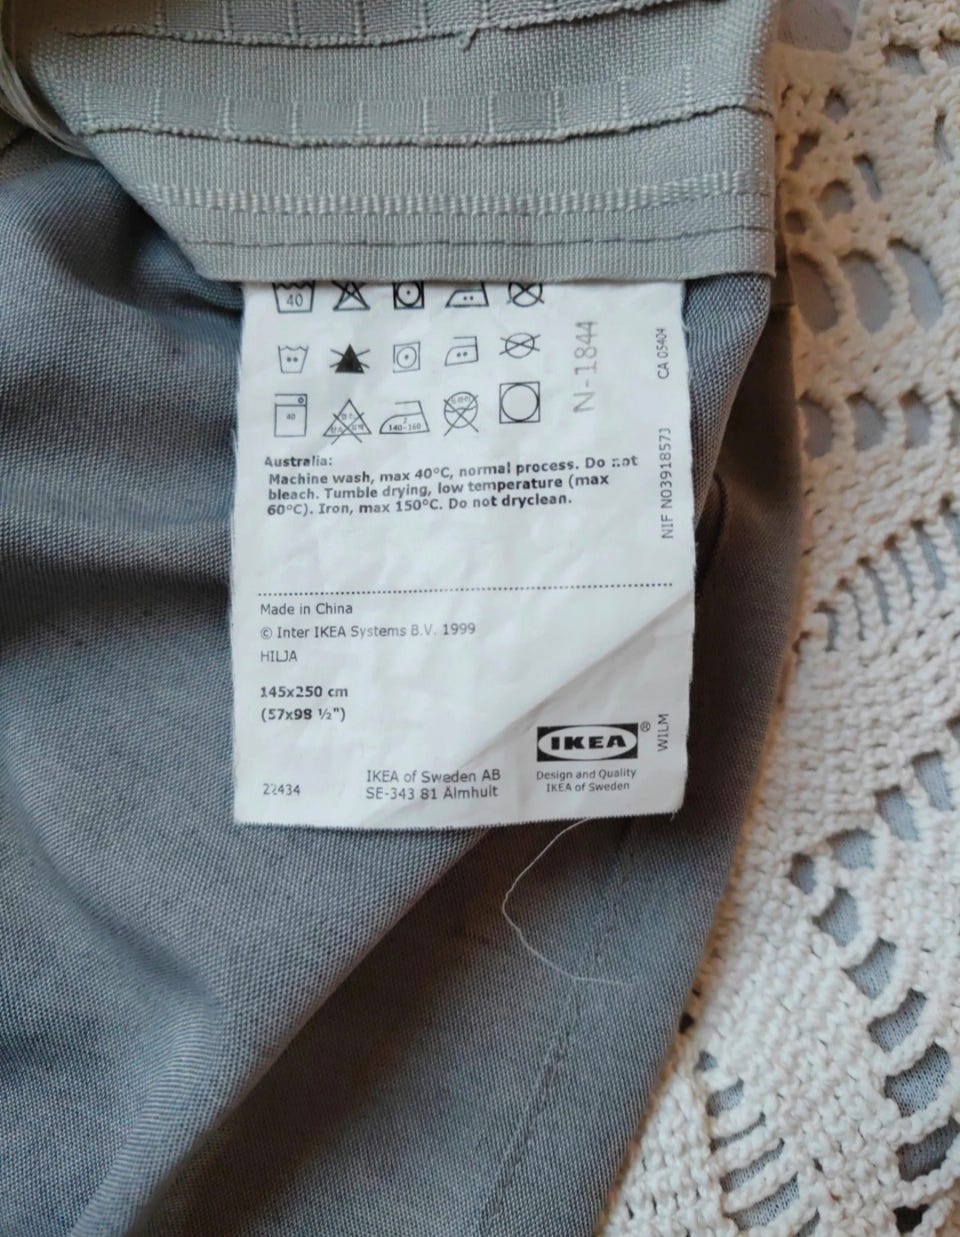 40
40
140-160
N-1844
CA 05404
NIF N0391857J
Australia:
Machine wash, max 40°C, normal process. Do not
bleach. Tumble drying, low temperature (max
60°C). Iron, max 150°C. Do not dryclean.
Made in China
© Inter IKEA Systems B.V. 1999
HILJA
145x250 cm
(57x98 ½")
IKEA®
Design and Quality
IKEA of Sweden
WILM
22434
IKEA of Sweden AB
SE-343 81 Älmhult